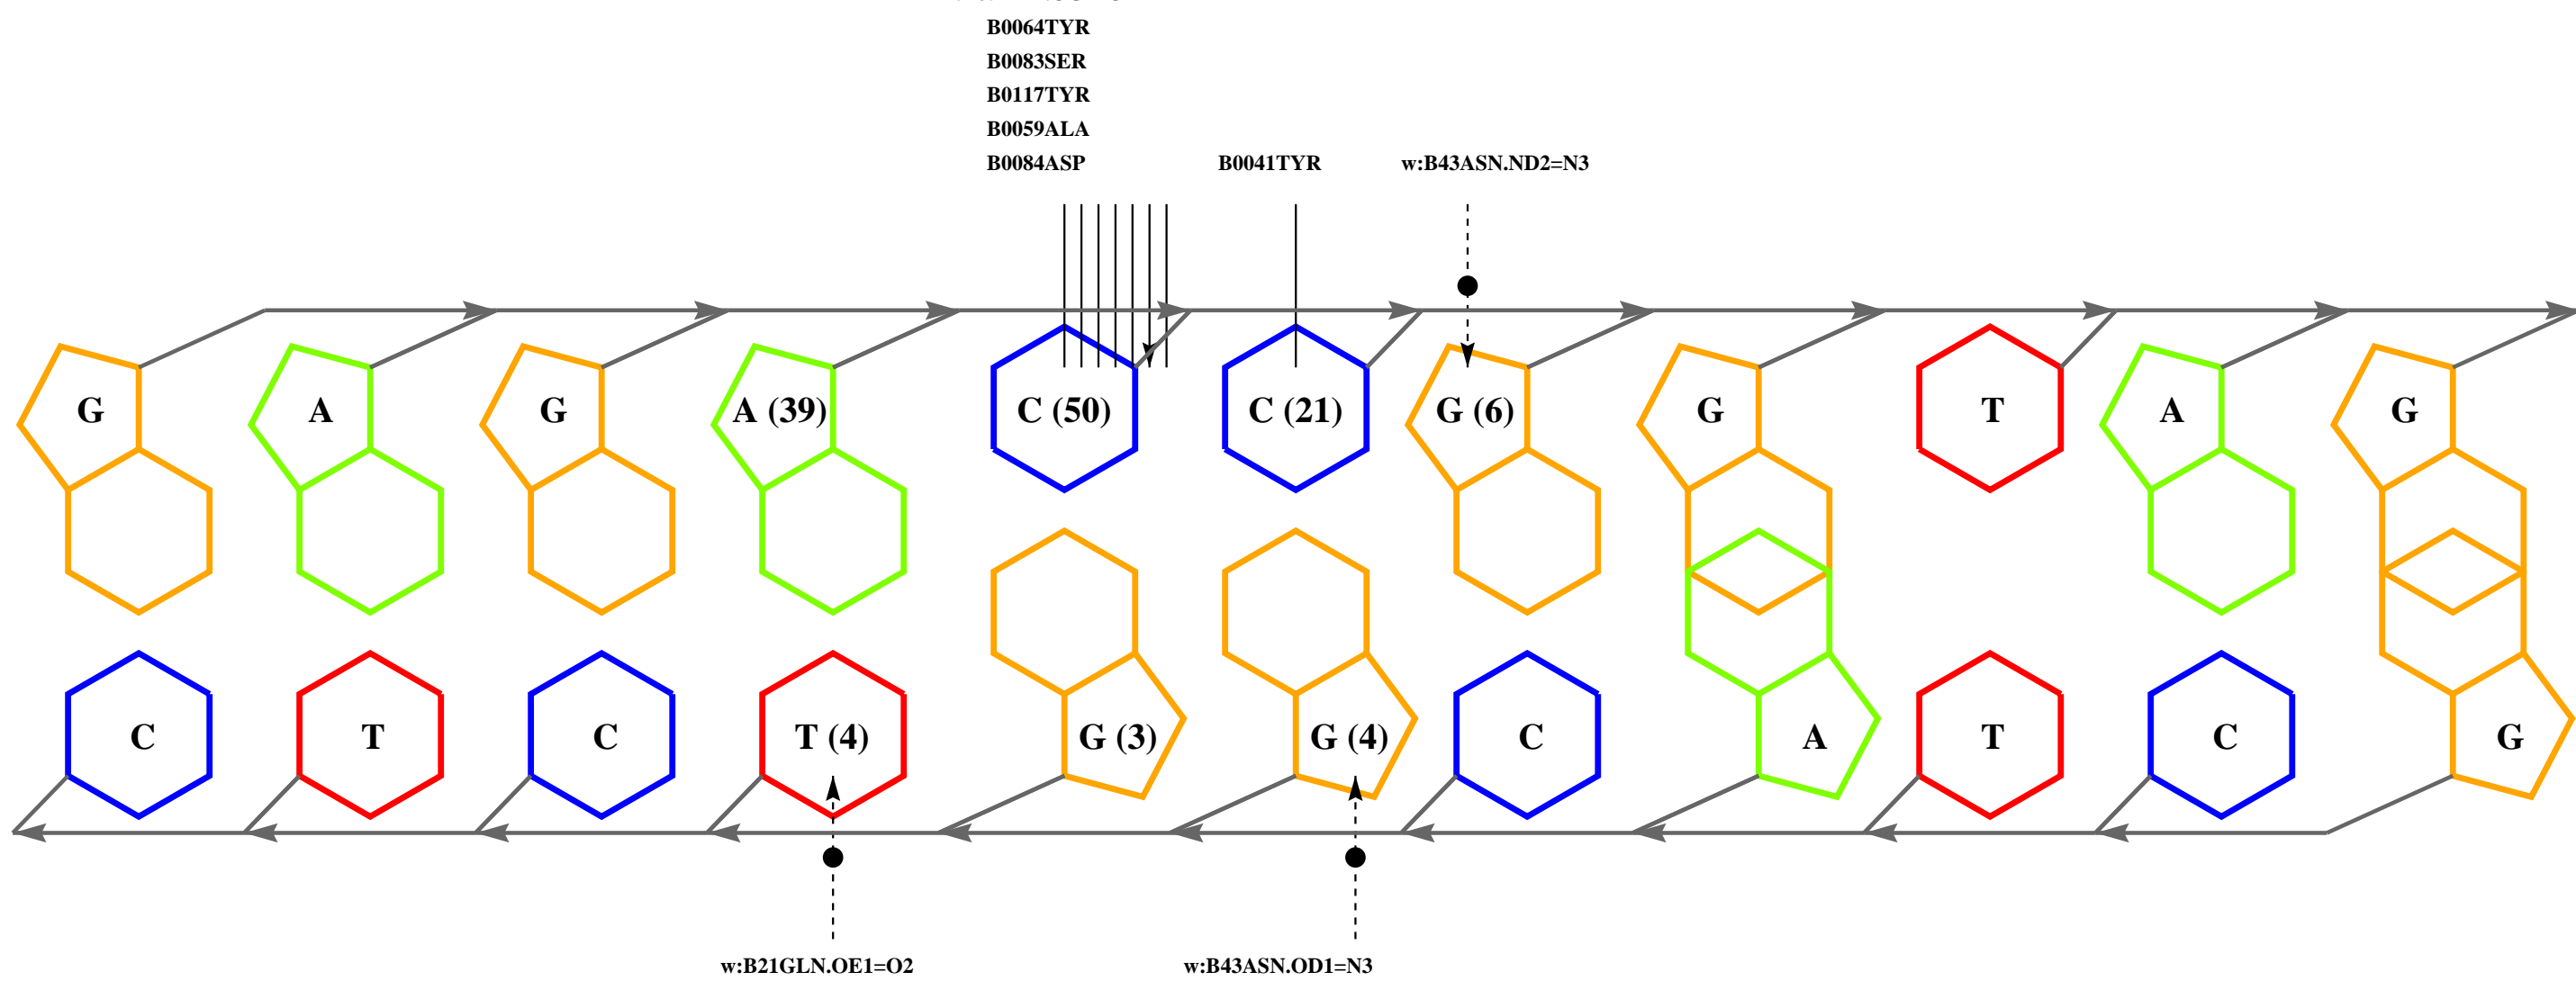 B0064TYR
B0083SER
B0117TYR
B0059ALA
B0084ASP
B0041TYR
w:B43ASN.ND2=N3
G
A
G
A (39)
C (50)
C (21)
G (6)
G
T
A
G
C
T
C
T (4)
G (3)
G (4)
C
A
T
C
G
w:B21GLN.OE1=O2
w:B43ASN.OD1=N3